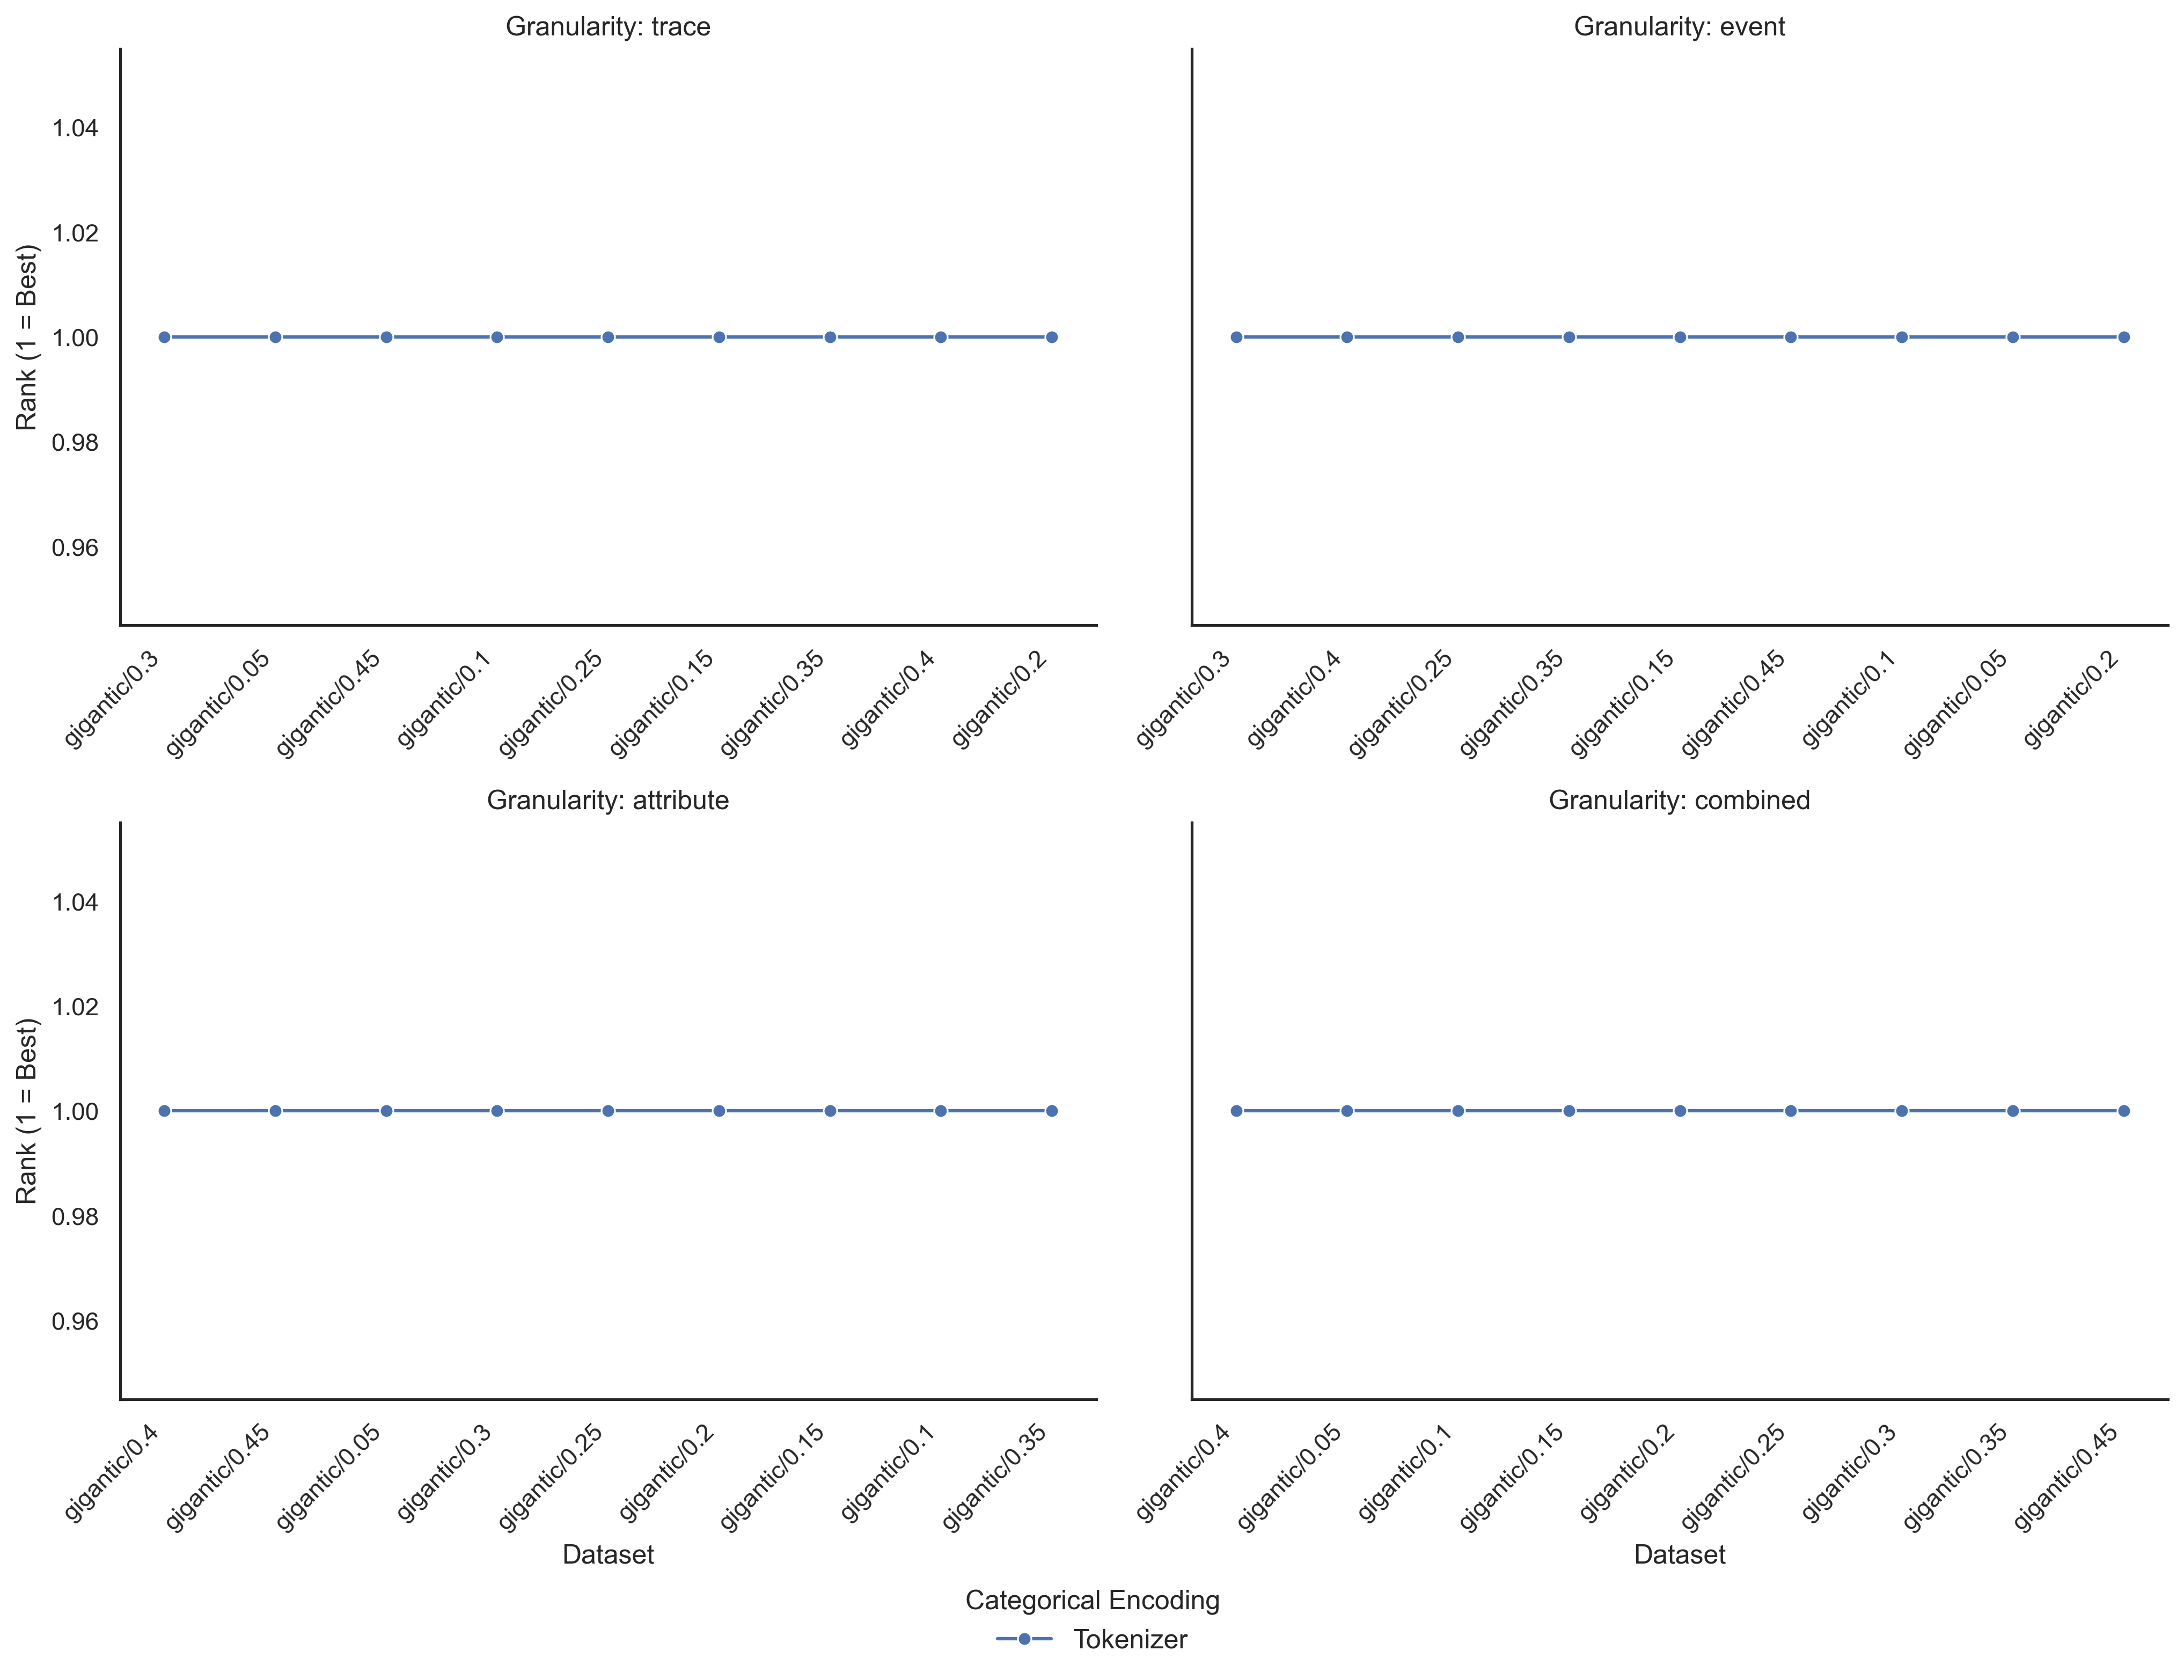 Granularity: trace
Rank (1 = Best)
1.04
1.02
1.00
0.98
0.96
gigantic/0.3
gigantic/0.05
gigantic/0.45
gigantic/0.1
gigantic/0.25
gigantic/0.15
gigantic/0.35
gigantic/0.4
gigantic/0.2
Granularity: event
gigantic/0.3
gigantic/0.4
gigantic/0.25
gigantic/0.35
gigantic/0.15
gigantic/0.45
gigantic/0.1
gigantic/0.05
gigantic/0.2
Granularity: attribute
Rank (1 = Best)
1.04
1.02
1.00
0.98
0.96
gigantic/0.4
gigantic/0.45
gigantic/0.05
gigantic/0.3
gigantic/0.25
gigantic/0.2
gigantic/0.15
gigantic/0.1
gigantic/0.35
Dataset
Granularity: combined
gigantic/0.4
gigantic/0.05
gigantic/0.1
gigantic/0.15
gigantic/0.2
gigantic/0.25
gigantic/0.3
gigantic/0.35
gigantic/0.45
Dataset
Categorical Encoding
Tokenizer